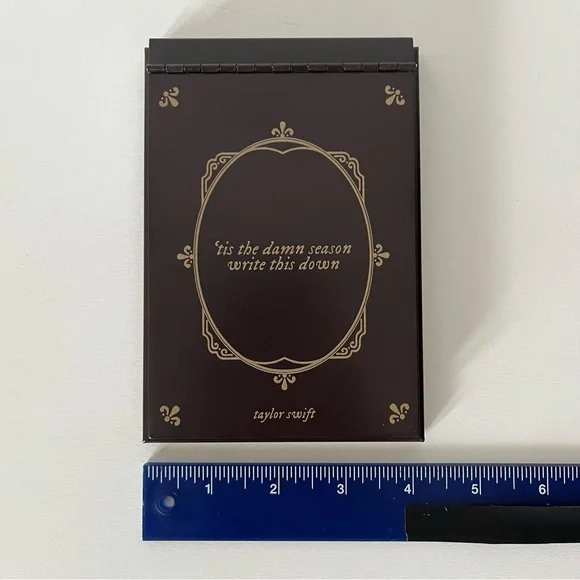 ‘tis the damn season
write this down
taylor swift
1 2 3 4 5 6